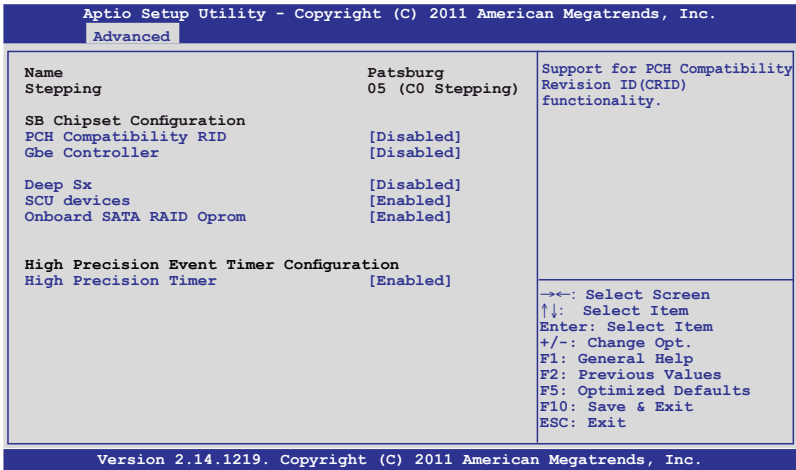 Aptio Setup Utility - Copyright (C) 2011 American Megatrends, Inc.
Advanced
Name Patsburg
Stepping 05 (C0 Stepping)
SB Chipset Configuration
PCH Compatibility RID [Disabled]
Gbe Controller [Disabled]
Deep Sx [Disabled]
SCU devices [Enabled]
Onboard SATA RAID Oprom [Enabled]
High Precision Event Timer Configuration
High Precision Timer [Enabled]
Support for PCH Compatibility
Revision ID(CRID)
functionality.
→←: Select Screen
↑↓: Select Item
Enter: Select Item
+/-: Change Opt.
F1: General Help
F2: Previous Values
F5: Optimized Defaults
F10: Save & Exit
ESC: Exit
Version 2.14.1219. Copyright (C) 2011 American Megatrends, Inc.